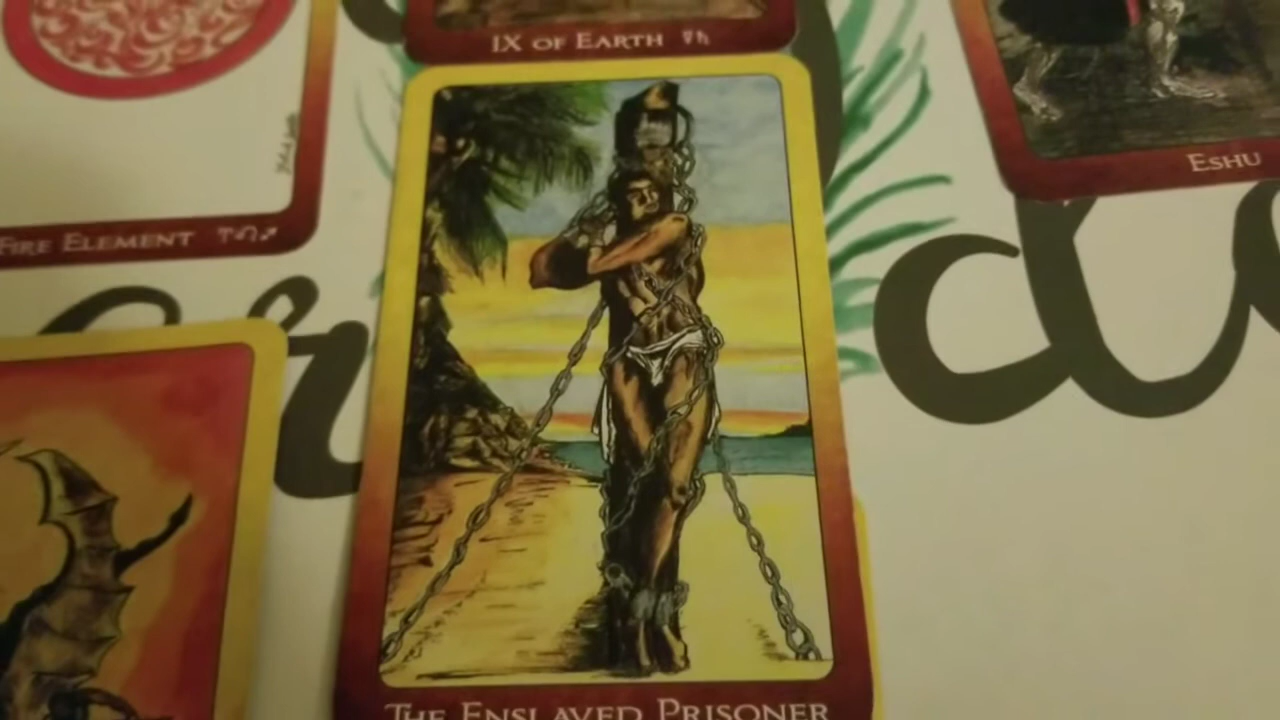 IX OF EARTH
ESHU
FIRE ELEMENT
THE ENSLAVED PRISONER